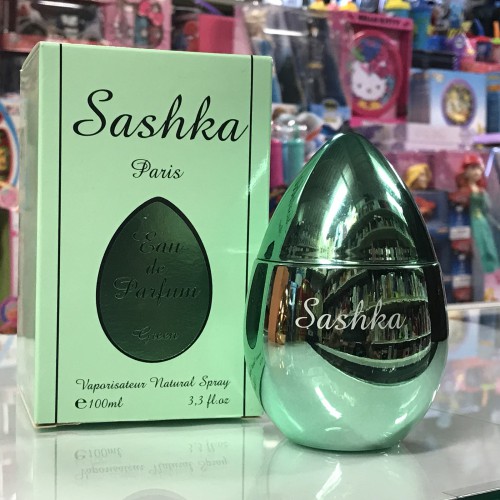 Sashka
Paris
Eau
de
Parfum
Green
Vaporisateur Natural Spray
e100ml 3,3 fl.oz
Sashka